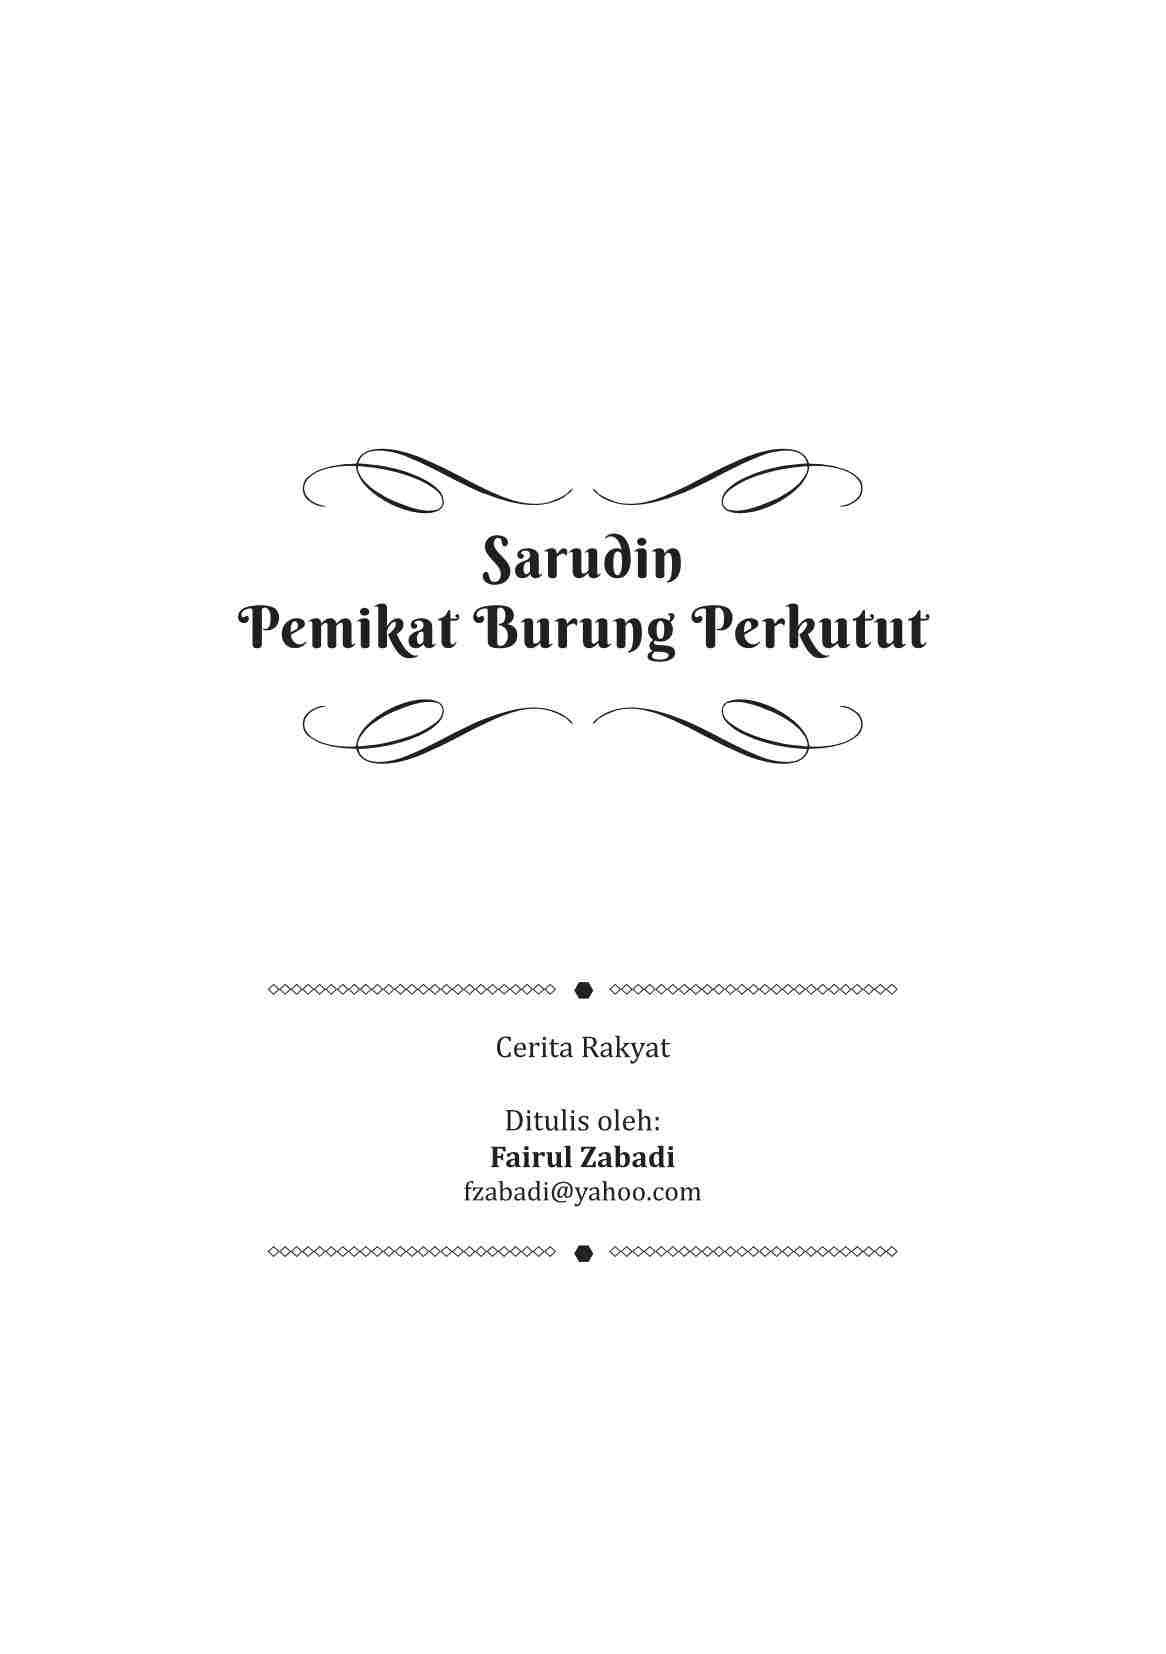 Sarudin
Pemikat Burung Perkutut
Cerita Rakyat
Ditulis oleh:
Fairul Zabadi
fzabadi@yahoo.com